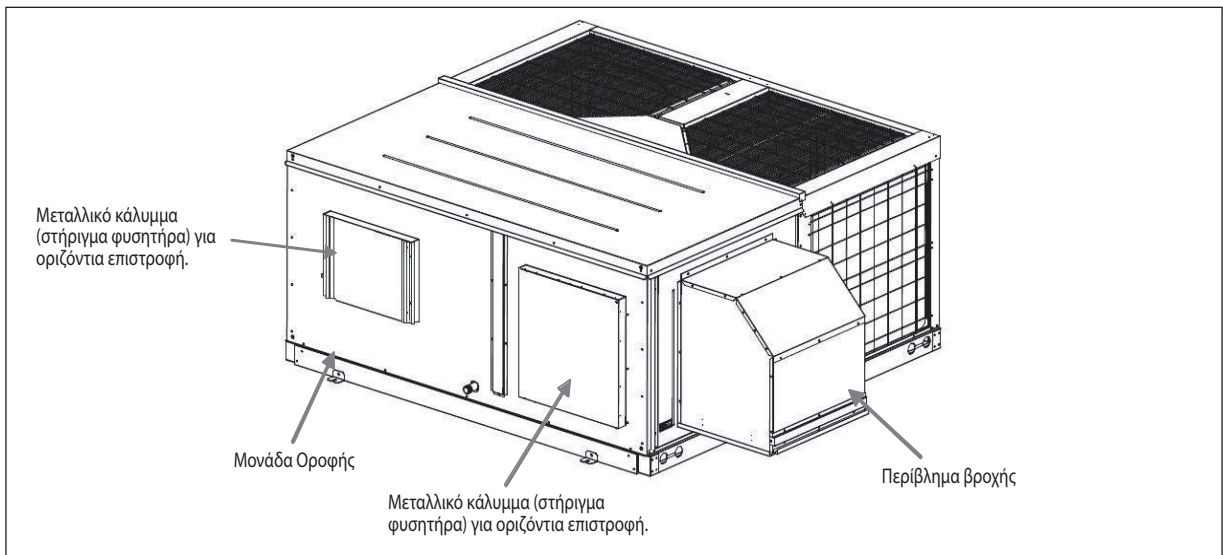 Μεταλλικό κάλυμμα
(στήριγμα φυσητήρα) για
οριζόντια επιστροφή.
Μονάδα Οροφής
Μεταλλικό κάλυμμα (στήριγμα
φυσητήρα) για οριζόντια επιστροφή.
Περίβλημα βροχής